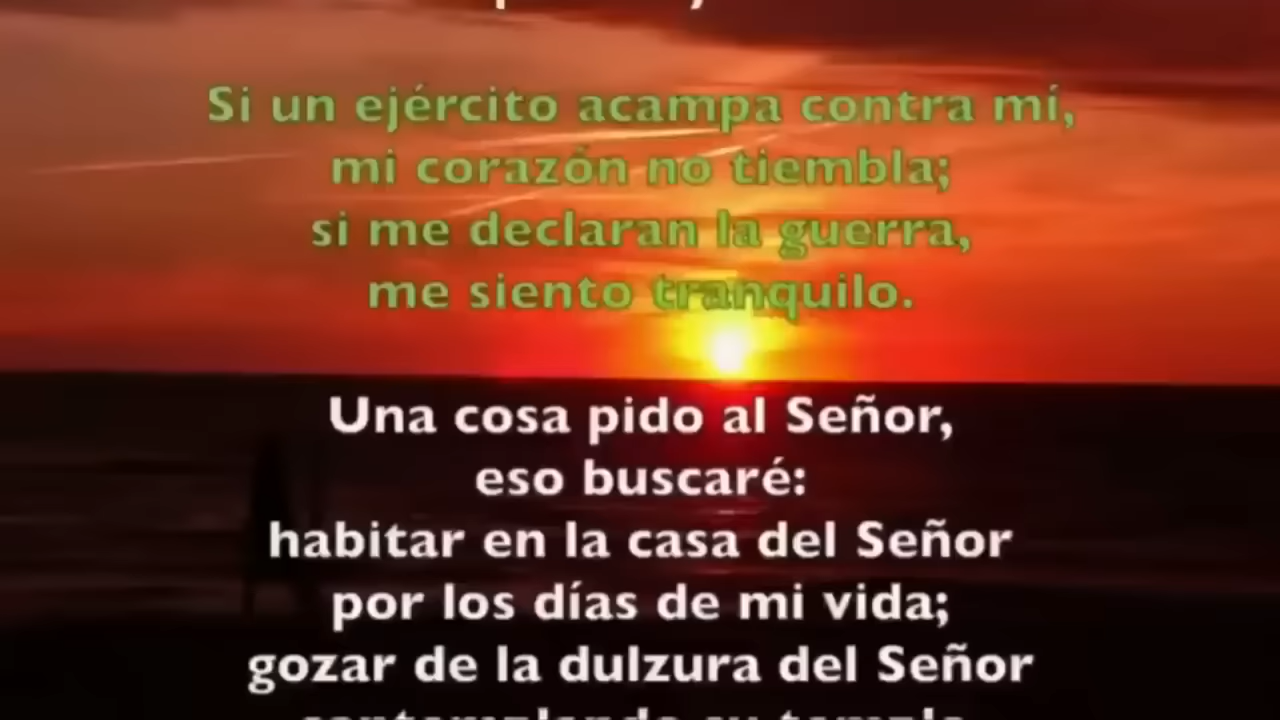 Si un ejército acampa contra mí,
mi corazón no tiembla;
si me declaran la guerra,
me siento tranquilo.
Una cosa pido al Señor,
eso buscaré:
habitar en la casa del Señor
por los días de mi vida;
gozar de la dulzura del Señor